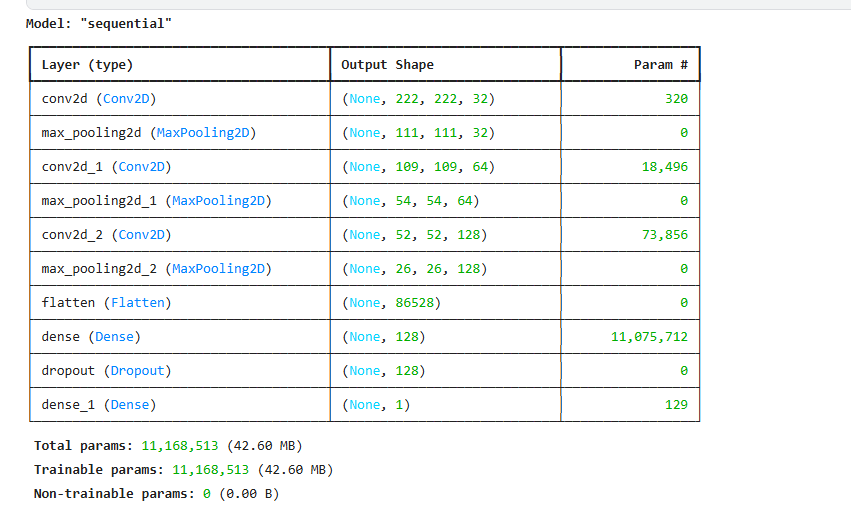 Model: "sequential"
Layer (type) Output Shape Param #
conv2d (Conv2D) (None, 222, 222, 32) 320
max_pooling2d (MaxPooling2D) (None, 111, 111, 32) 0
conv2d_1 (Conv2D) (None, 109, 109, 64) 18,496
max_pooling2d_1 (MaxPooling2D) (None, 54, 54, 64) 0
conv2d_2 (Conv2D) (None, 52, 52, 128) 73,856
max_pooling2d_2 (MaxPooling2D) (None, 26, 26, 128) 0
flatten (Flatten) (None, 86528) 0
dense (Dense) (None, 128) 11,075,712
dropout (Dropout) (None, 128) 0
dense_1 (Dense) (None, 1) 129
Total params: 11,168,513 (42.60 MB)
Trainable params: 11,168,513 (42.60 MB)
Non-trainable params: 0 (0.00 B)